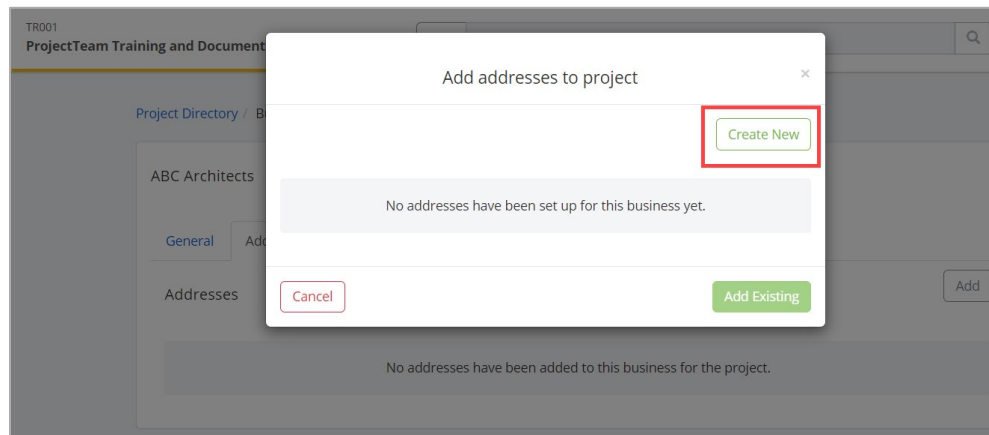 TR001
ProjectTeam Training and Document
Add addresses to project
×
Project Directory /
Create New
ABC Architects
No addresses have been set up for this business yet.
General
Addresses
Cancel
Add Existing
Add
No addresses have been added to this business for the project.